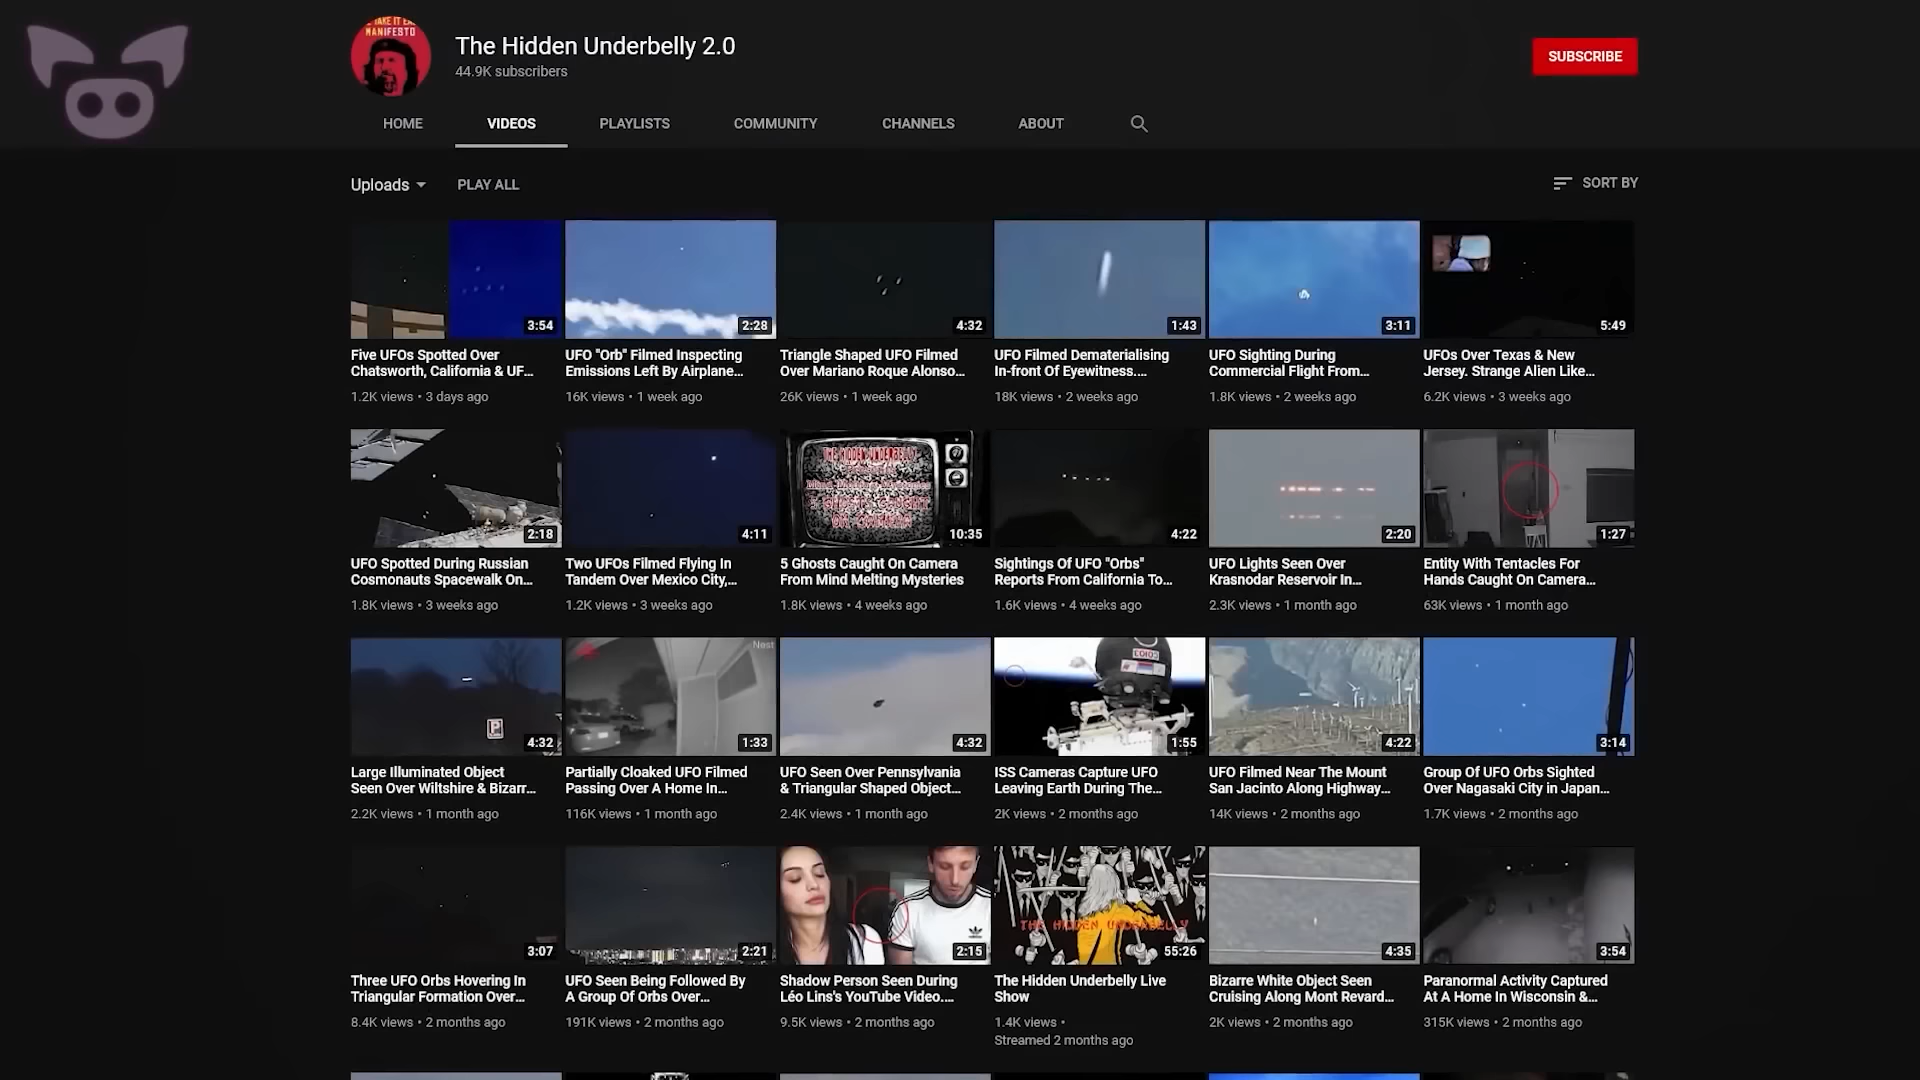 TAKE IT EA
MANIFESTO
The Hidden Underbelly 2.0
44.9K subscribers
SUBSCRIBE
HOME
VIDEOS
PLAYLISTS
COMMUNITY
CHANNELS
ABOUT
Uploads
PLAY ALL
SORT BY
3:54
2:28
4:32
1:43
3:11
5:49
Five UFOs Spotted Over
Chatsworth, California & UF...
1.2K views • 3 days ago
UFO "Orb" Filmed Inspecting
Emissions Left By Airplane...
16K views • 1 week ago
Triangle Shaped UFO Filmed
Over Mariano Roque Alonso...
26K views • 1 week ago
UFO Filmed Dematerialising
In-front Of Eyewitness....
18K views • 2 weeks ago
UFO Sighting During
Commercial Flight From...
1.8K views • 2 weeks ago
UFOs Over Texas & New
Jersey. Strange Alien Like...
6.2K views • 3 weeks ago
THE HIDDEN UNDERBELLY
Mind Melting Mysteries
5 GHOSTS CAUGHT
ON CAMERA
2:18
4:11
10:35
4:22
2:20
1:27
UFO Spotted During Russian
Cosmonauts Spacewalk On...
1.8K views • 3 weeks ago
Two UFOs Filmed Flying In
Tandem Over Mexico City,...
1.2K views • 3 weeks ago
5 Ghosts Caught On Camera
From Mind Melting Mysteries
1.8K views • 4 weeks ago
Sightings Of UFO "Orbs"
Reports From California To...
1.6K views • 4 weeks ago
UFO Lights Seen Over
Krasnodar Reservoir In...
2.3K views • 1 month ago
Entity With Tentacles For
Hands Caught On Camera...
63K views • 1 month ago
Nest
P
4:32
1:33
4:32
1:55
4:22
3:14
Large Illuminated Object
Seen Over Wiltshire & Bizarr...
2.2K views • 1 month ago
Partially Cloaked UFO Filmed
Passing Over A Home In...
116K views • 1 month ago
UFO Seen Over Pennsylvania
& Triangular Shaped Object...
2.4K views • 1 month ago
ISS Cameras Capture UFO
Leaving Earth During The...
2K views • 2 months ago
UFO Filmed Near The Mount
San Jacinto Along Highway...
14K views • 2 months ago
Group Of UFO Orbs Sighted
Over Nagasaki City in Japan...
1.7K views • 2 months ago
THE HIDDEN UNDERBELLY
3:07
2:21
2:15
55:26
4:35
3:54
Three UFO Orbs Hovering In
Triangular Formation Over...
8.4K views • 2 months ago
UFO Seen Being Followed By
A Group Of Orbs Over...
191K views • 2 months ago
Shadow Person Seen During
Léo Lins's YouTube Video....
9.5K views • 2 months ago
The Hidden Underbelly Live
Show
1.4K views •
Streamed 2 months ago
Bizarre White Object Seen
Cruising Along Mont Revard...
2K views • 2 months ago
Paranormal Activity Captured
At A Home In Wisconsin &...
315K views • 2 months ago